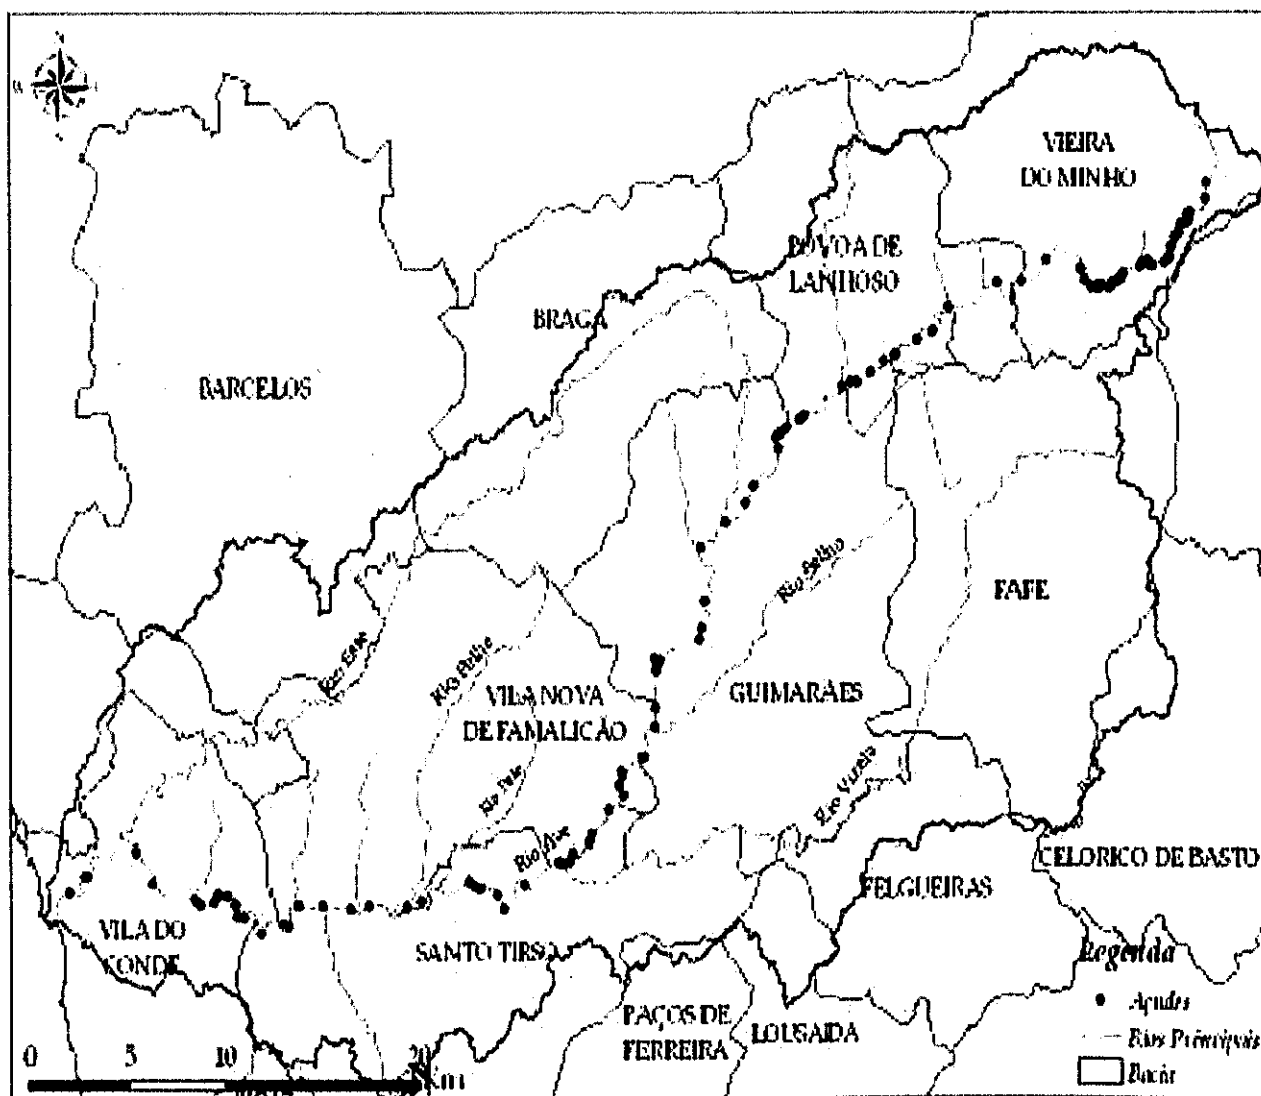 N
VIEIRA
DO MINHO
POVOA DE
LANHOSO
BRAGA
BARCELOS
FAFE
Rio Selho
Rio Este
Rio Pelhe
VILA NOVA
DE FAMALICÃO
GUIMARÃES
Rio Pele
Rio Vizela
Rio Ave
CELORICO DE BASTO
FELGUEIRAS
VILA DO
CONDE
SANTO TIRSO
PAÇOS DE
FERREIRA
LOUSADA
Legenda
Açudes
Rios Principais
Bacia
0 5 10 20
Km